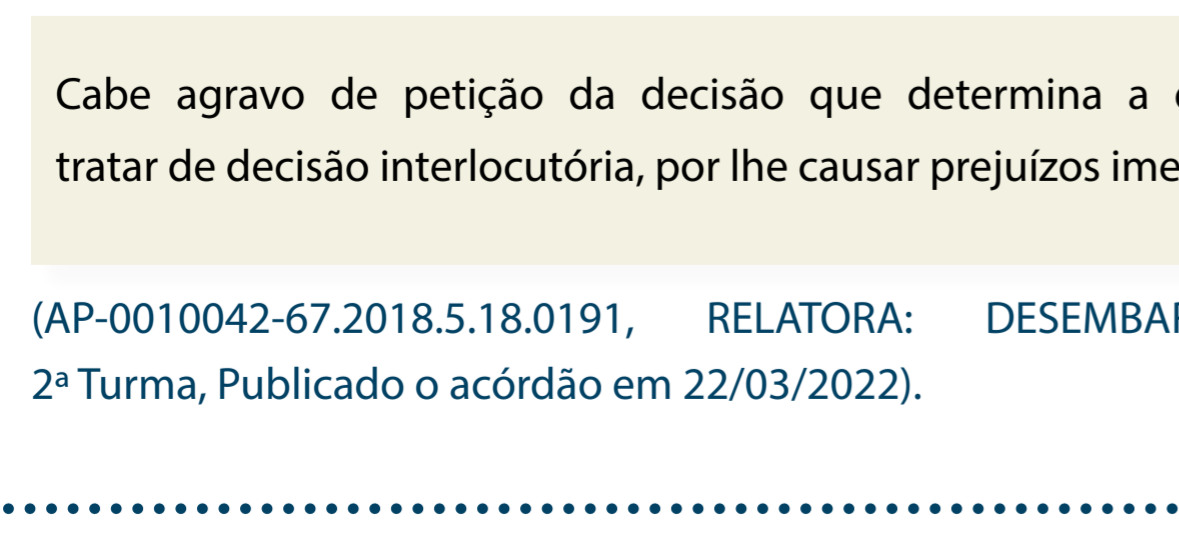 Cabe agravo de petição da decisão que determina a
tratar de decisão interlocutória, por lhe causar prejuízos
(AP-0010042-67.2018.5.18.0191, RELATORA:
2ª Turma, Publicado o acórdão em 22/03/2022).